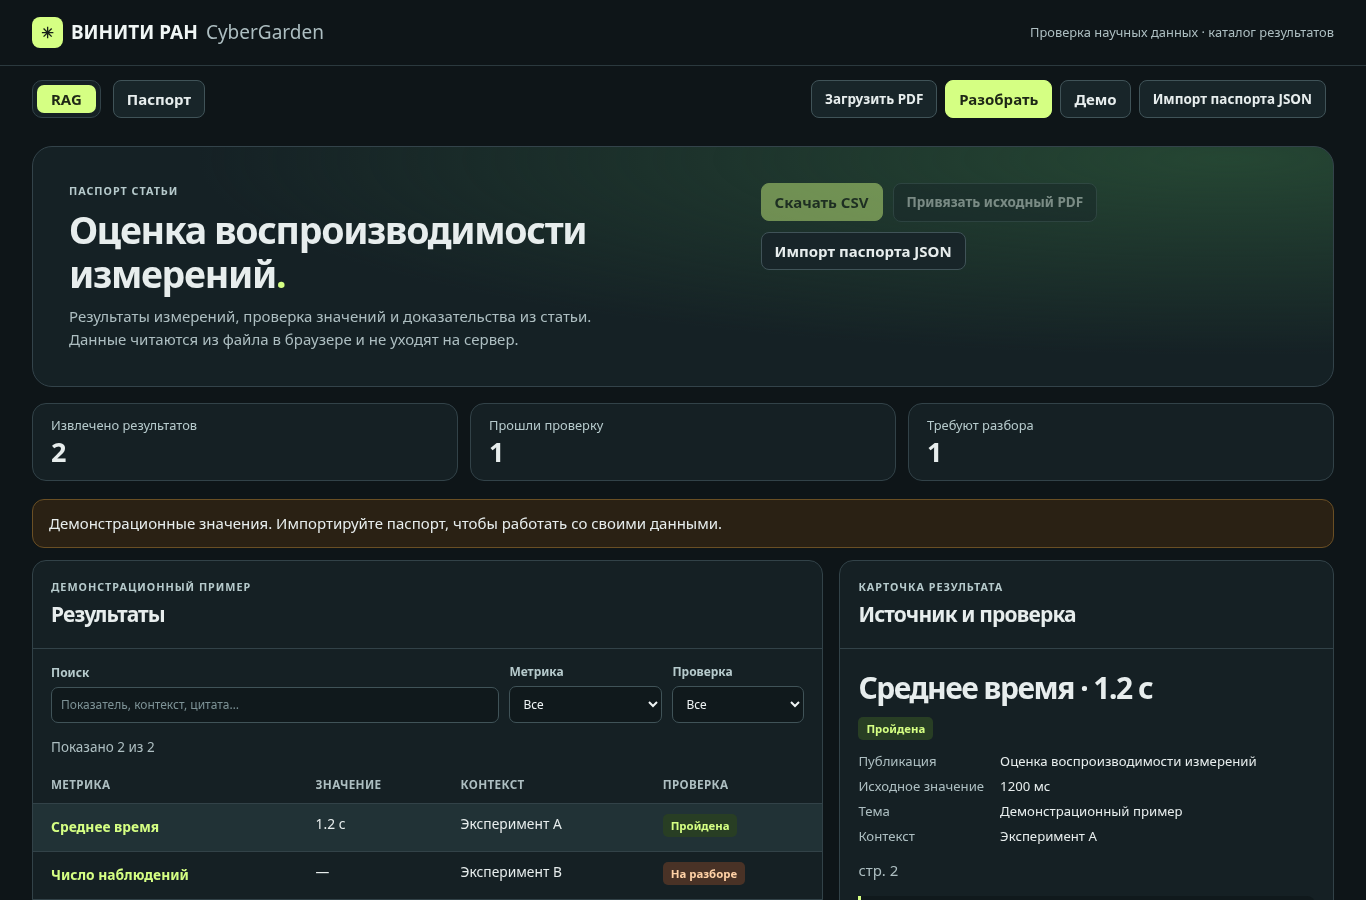 ВИНИТИ РАН CyberGarden
Проверка научных данных · каталог результатов
RAG
Паспорт
Загрузить PDF
Разобрать
Демо
Импорт паспорта JSON
ПАСПОРТ СТАТЬИ
Оценка воспроизводимости
измерений.
Результаты измерений, проверка значений и доказательства из статьи.
Данные читаются из файла в браузере и не уходят на сервер.
Скачать CSV
Привязать исходный PDF
Импорт паспорта JSON
Извлечено результатов
2
Прошли проверку
1
Требуют разбора
1
Демонстрационные значения. Импортируйте паспорт, чтобы работать со своими данными.
ДЕМОНСТРАЦИОННЫЙ ПРИМЕР
Результаты
Поиск
Показатель, контекст, цитата...
Метрика
Все
Проверка
Все
Показано 2 из 2
МЕТРИКА ЗНАЧЕНИЕ КОНТЕКСТ ПРОВЕРКА
Среднее время 1.2 с Эксперимент A Пройдена
Число наблюдений — Эксперимент B На разборе
КАРТОЧКА РЕЗУЛЬТАТА
Источник и проверка
Среднее время · 1.2 с
Пройдена
Публикация Оценка воспроизводимости измерений
Исходное значение 1200 мс
Тема Демонстрационный пример
Контекст Эксперимент A
стр. 2